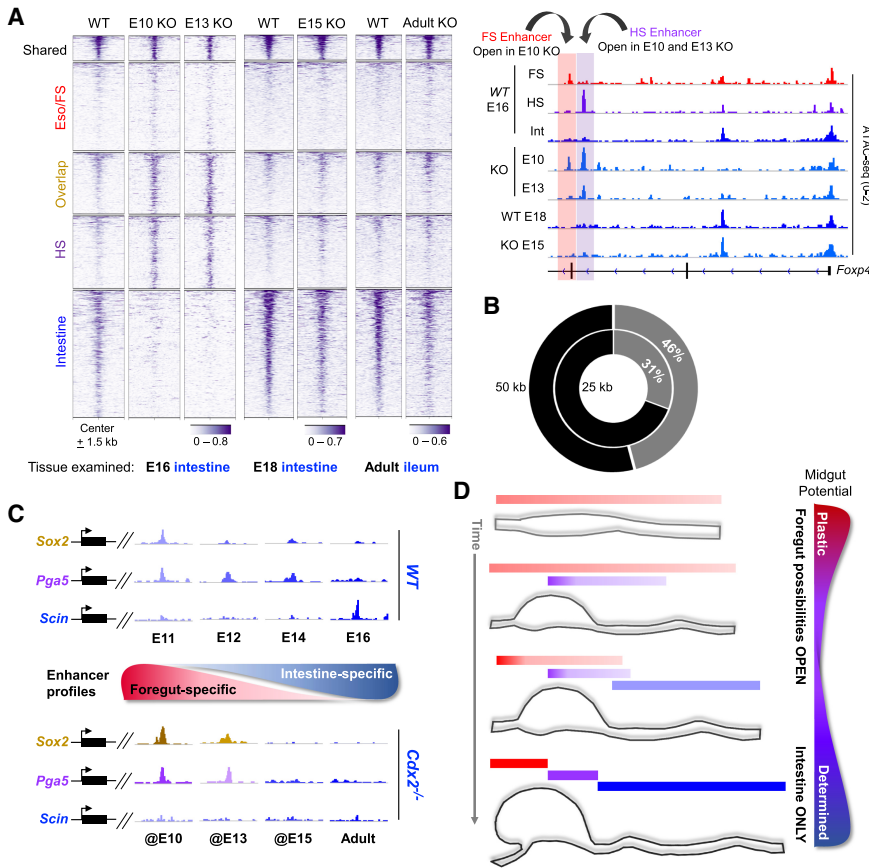 A
WT E10 KO E13 KO WT E15 KO WT Adult KO
Shared
Eso/FS
Overlap
HS
Intestine
Center
± 1.5 kb
0 – 0.8
0 – 0.7
0 – 0.6
Tissue examined: E16 intestine E18 intestine Adult ileum
FS Enhancer
Open in E10 KO
HS Enhancer
Open in E10 and E13 KO
WT
E16
FS
HS
Int
KO
E10
E13
WT E18
KO E15
ATAC-seq (0-2)
Foxp4
B
46%
31%
50 kb
25 kb
C
Sox2
Pga5
Scin
WT
E11 E12 E14 E16
Enhancer
profiles
Foregut-specific
Intestine-specific
Sox2
Pga5
Scin
Cdx2-/-
@E10 @E13 @E15 Adult
D
Time
Midgut
Potential
Plastic
Foregut possibilities OPEN
Determined
Intestine ONLY